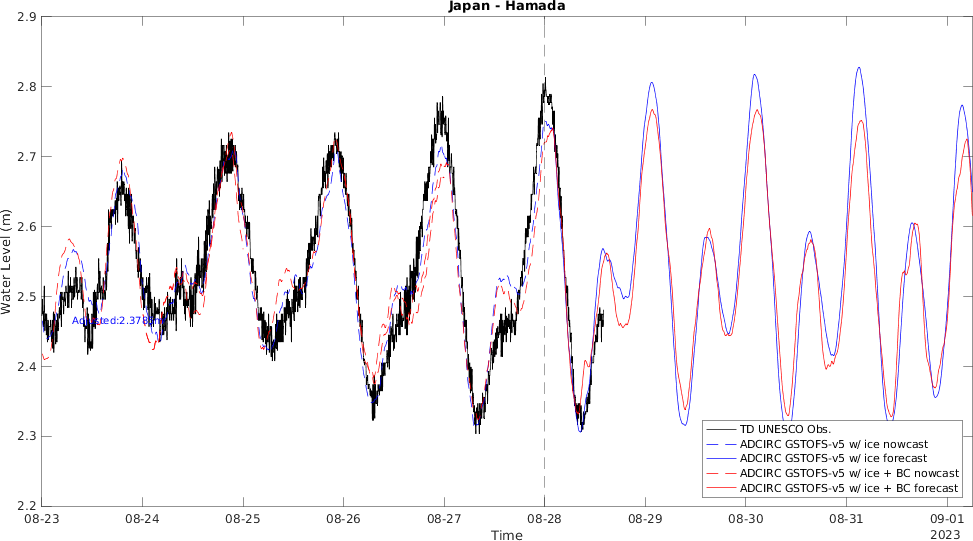 Japan - Hamada
2.9
2.8
2.7
2.6
2.5
2.4
2.3
2.2
Water Level (m)
08-23
08-24
08-25
08-26
08-27
08-28
08-29
08-30
08-31
09-01
2023
Time
TD UNESCO Obs.
ADCIRC GSTOFS-v5 w/ ice nowcast
ADCIRC GSTOFS-v5 w/ ice forecast
ADCIRC GSTOFS-v5 w/ ice + BC nowcast
ADCIRC GSTOFS-v5 w/ ice + BC forecast